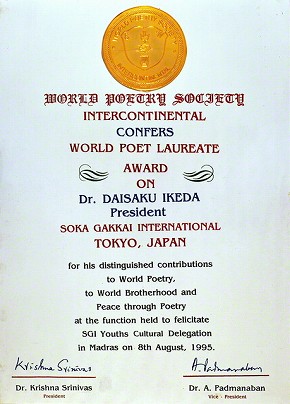 WORLD POETRY SOCIETY
INTERCONTINENTAL
CONFERS
WORLD POET LAUREATE
AWARD
ON
Dr. DAISAKU IKEDA
President
SOKA GAKKAI INTERNATIONAL
TOKYO, JAPAN
for his distinguished contributions
to World Poetry,
to World Brotherhood and
Peace through Poetry
at the function held to felicitate
SGI Youths Cultural Delegation
in Madras on 8th August, 1995.
Krishna Srinivas A. Padmanaban
Dr. Krishna Srinivas Dr. A. Padmanaban
President Vice - President